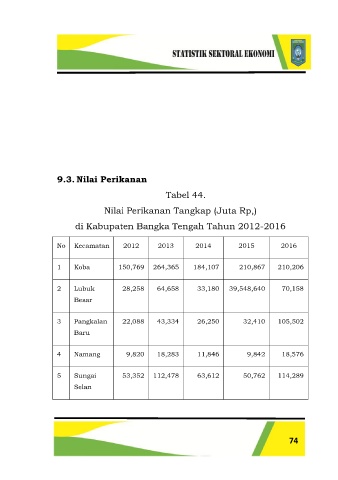 STATISTIK SEKTORAL EKONOMI
9.3. Nilai Perikanan
Tabel 44.
Nilai Perikanan Tangkap (Juta Rp,)
di Kabupaten Bangka Tengah Tahun 2012-2016
No Kecamatan 2012 2013 2014 2015 2016
1 Koba 150,769 264,365 184,107 210,867 210,206
2 Lubuk 28,258 64,658 33,180 39,548,640 70,158
Besar
3 Pangkalan 22,088 43,334 26,250 32,410 105,502
Baru
4 Namang 9,820 18,283 11,846 9,842 18,576
5 Sungai 53,352 112,478 63,612 50,762 114,289
Selan
74